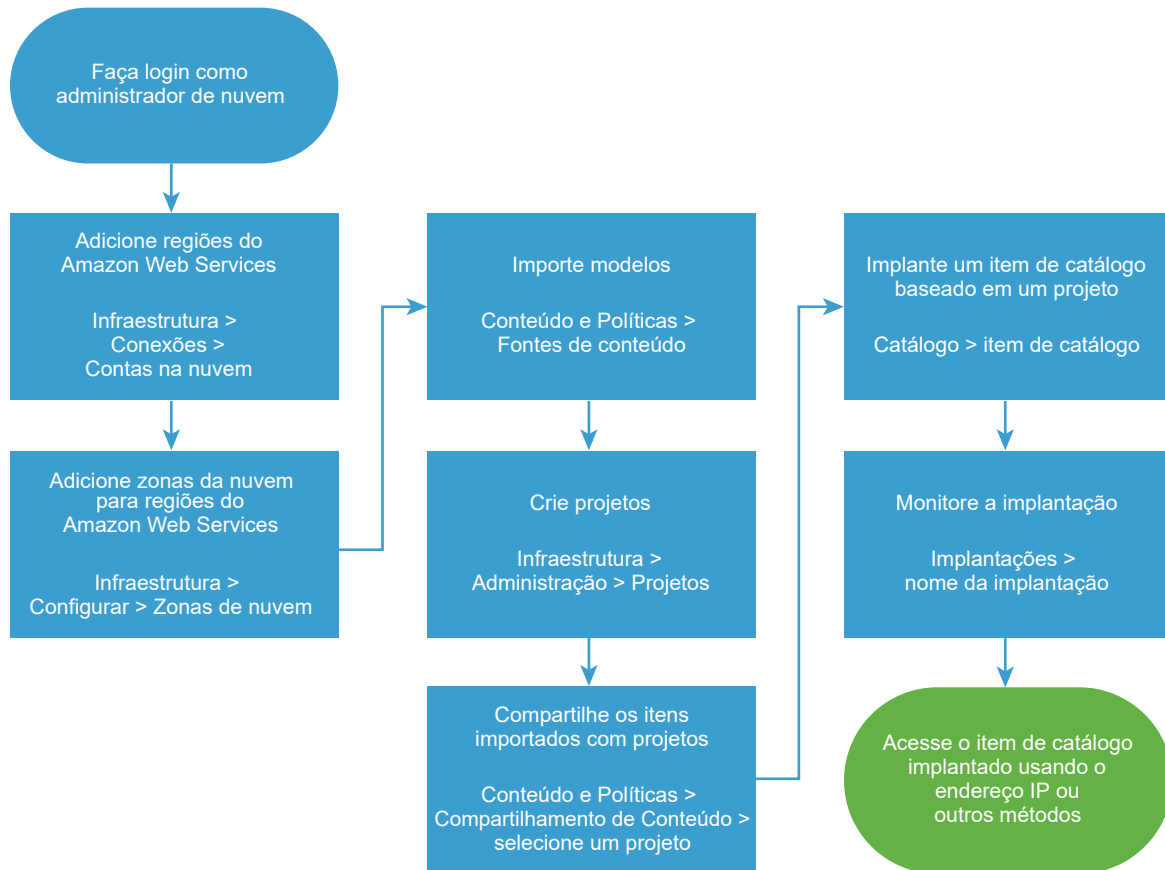 Faça login como
administrador de nuvem
Adicione regiões do
Amazon Web Services
Infraestrutura >
Conexões >
Contas na nuvem
Adicione zonas da nuvem
para regiões do
Amazon Web Services
Infraestrutura >
Configurar > Zonas de nuvem
Importe modelos
Conteúdo e Políticas >
Fontes de conteúdo
Crie projetos
Infraestrutura >
Administração > Projetos
Compartilhe os itens
importados com projetos
Conteúdo e Políticas >
Compartilhamento de Conteúdo >
selecione um projeto
Implante um item de catálogo
baseado em um projeto
Catálogo > item de catálogo
Monitore a implantação
Implantações >
nome da implantação
Acesse o item de catálogo
implantado usando o
endereço IP ou
outros métodos